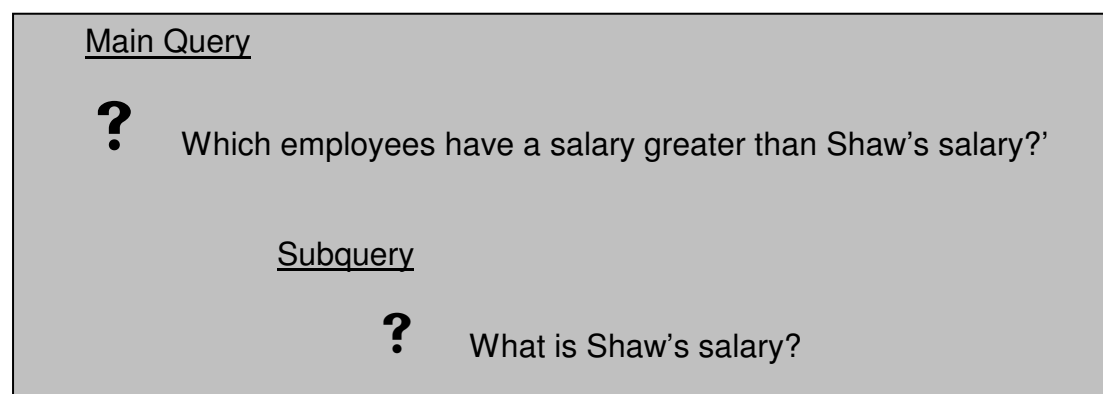 Main Query
? Which employees have a salary greater than Shaw’s salary?’
Subquery
? What is Shaw’s salary?